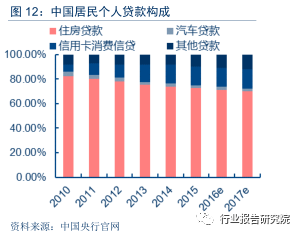 图 12：中国居民个人贷款构成
住房贷款 汽车贷款
信用卡消费信贷 其他贷款
100.00%
80.00%
60.00%
40.00%
20.00%
0.00%
2010 2011 2012 2013 2014 2015 2016e 2017e
资料来源：中国央行官网
行业报告研究院